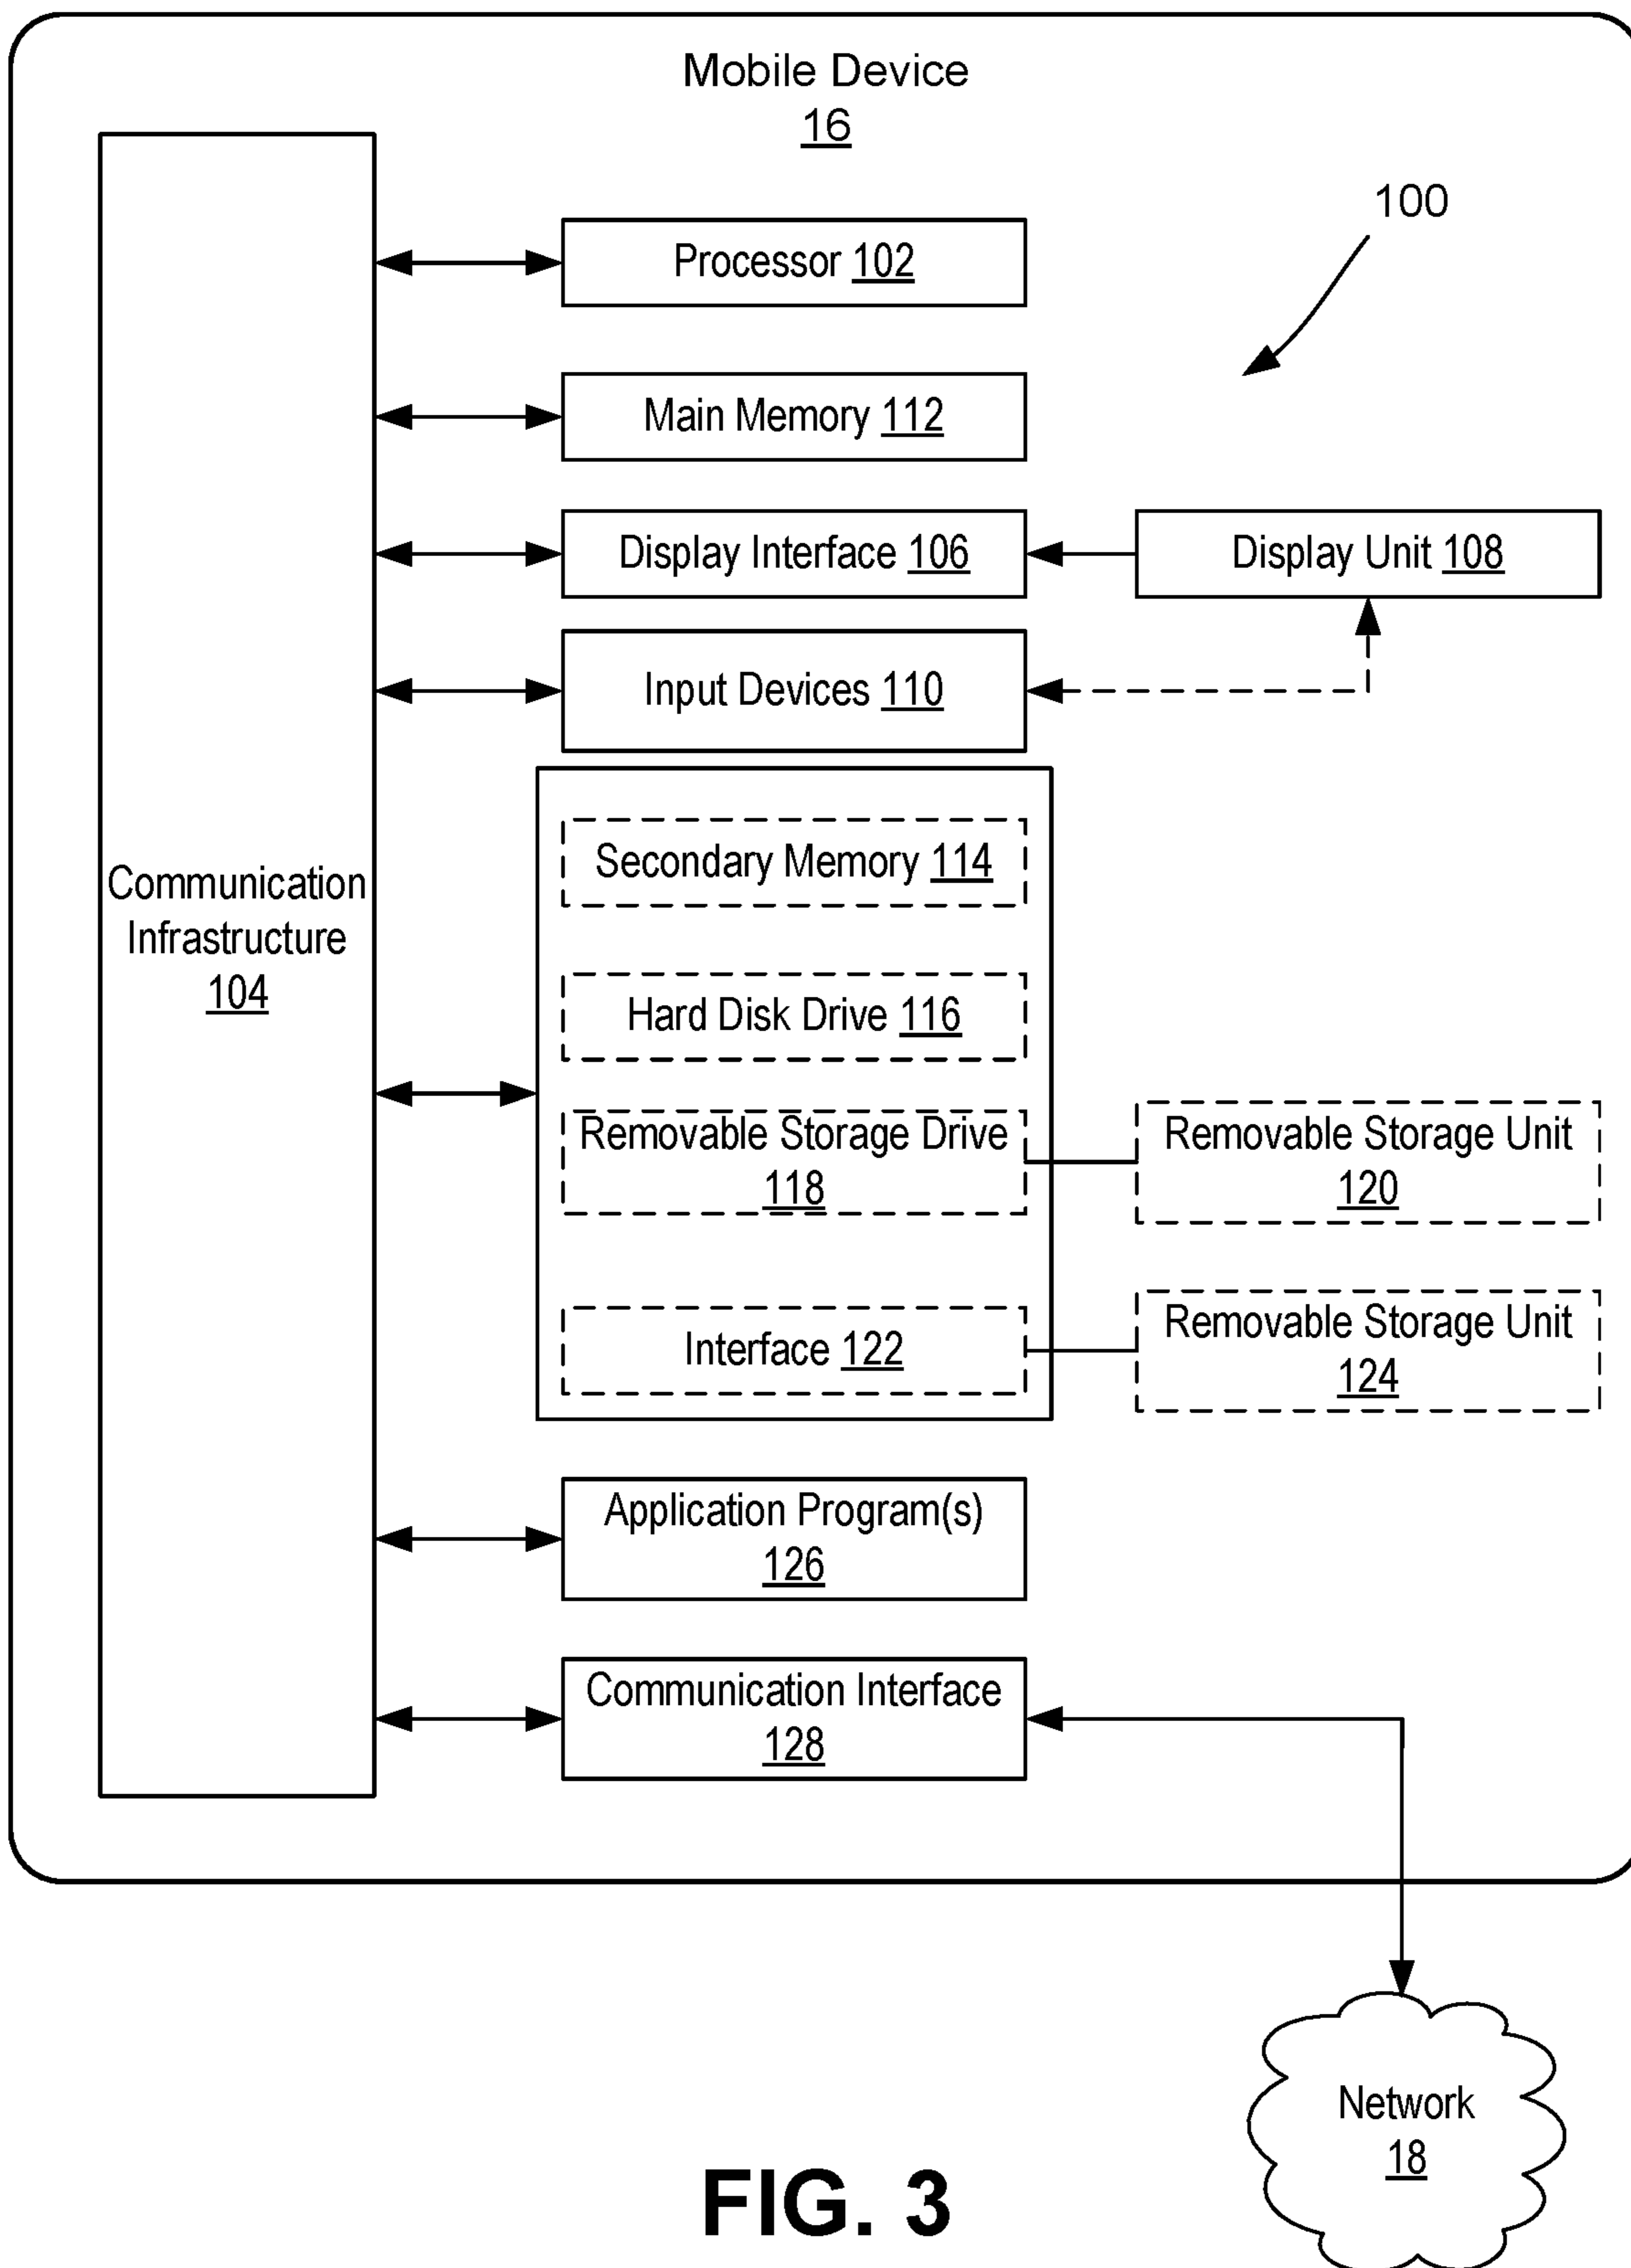 Mobile Device
16
100
Processor 102
Main Memory 112
Display Interface 106
Display Unit 108
Input Devices 110
Communication
Infrastructure
104
Secondary Memory 114
Hard Disk Drive 116
Removable Storage Drive
118
Removable Storage Unit
120
Interface 122
Removable Storage Unit
124
Application Program(s)
126
Communication Interface
128
Network
18
FIG. 3